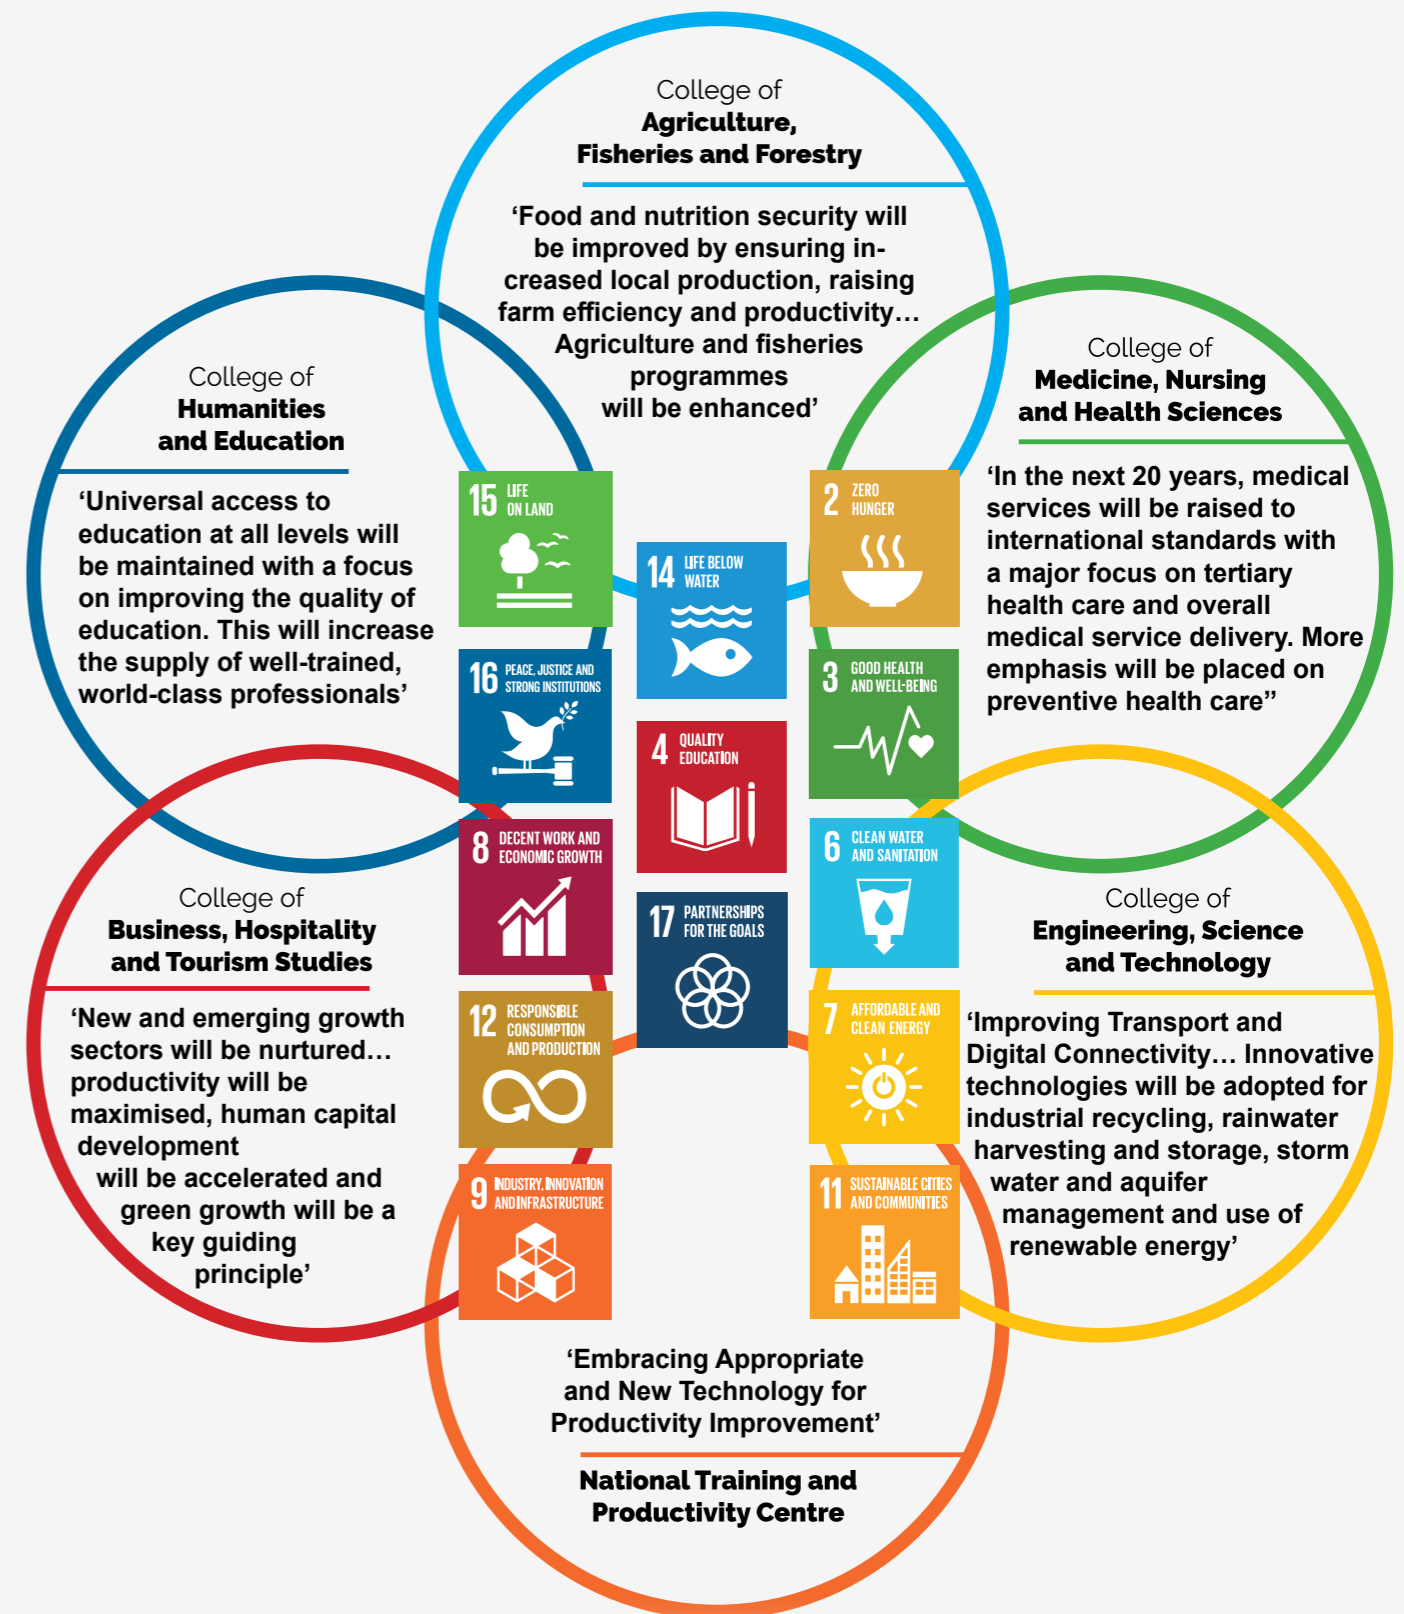 College of
Agriculture,
Fisheries and Forestry
‘Food and nutrition security will
be improved by ensuring in-
creased local production, raising
farm efficiency and productivity…
Agriculture and fisheries
programmes
will be enhanced’
College of
Humanities
and Education
‘Universal access to
education at all levels will
be maintained with a focus
on improving the quality of
education. This will increase
the supply of well-trained,
world-class professionals’
College of
Medicine, Nursing
and Health Sciences
‘In the next 20 years, medical
services will be raised to
international standards with
a major focus on tertiary
health care and overall
medical service delivery. More
emphasis will be placed on
preventive health care’’
15 LIFE
ON LAND
14 LIFE BELOW
WATER
2 ZERO
HUNGER
16 PEACE, JUSTICE AND
STRONG INSTITUTIONS
4 QUALITY
EDUCATION
3 GOOD HEALTH
AND WELL-BEING
8 DECENT WORK AND
ECONOMIC GROWTH
17 PARTNERSHIPS
FOR THE GOALS
6 CLEAN WATER
AND SANITATION
12 RESPONSIBLE
CONSUMPTION
AND PRODUCTION
7 AFFORDABLE AND
CLEAN ENERGY
9 INDUSTRY, INNOVATION
AND INFRASTRUCTURE
11 SUSTAINABLE CITIES
AND COMMUNITIES
College of
Business, Hospitality
and Tourism Studies
‘New and emerging growth
sectors will be nurtured…
productivity will be
maximised, human capital
development
will be accelerated and
green growth will be a
key guiding
principle’
College of
Engineering, Science
and Technology
‘Improving Transport and
Digital Connectivity… Innovative
technologies will be adopted for
industrial recycling, rainwater
harvesting and storage, storm
water and aquifer
management and use of
renewable energy’
‘Embracing Appropriate
and New Technology for
Productivity Improvement’
National Training and
Productivity Centre